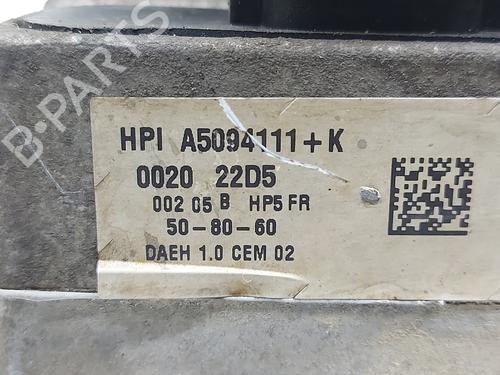 B-PARTS
HPI A5094111+K
0020 22D5
002 05 B HP5 FR
50-80-60
DAEH 1.0 CEM 02